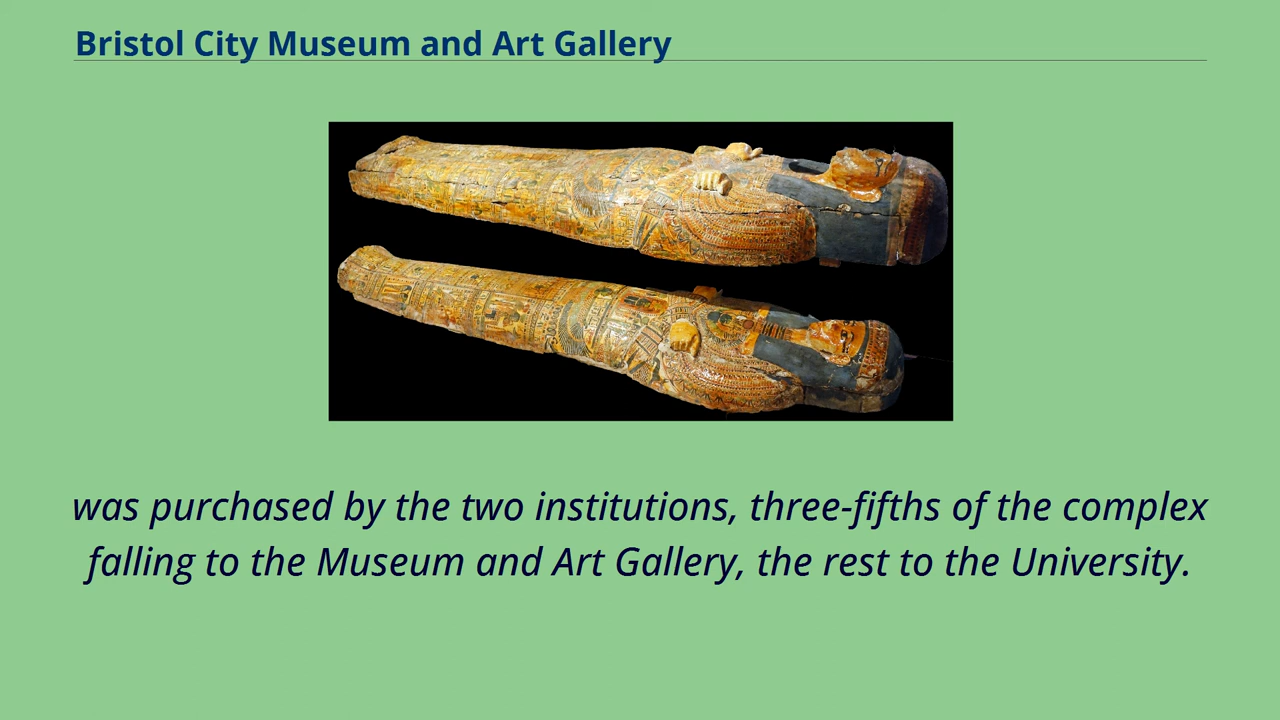 Bristol City Museum and Art Gallery
was purchased by the two institutions, three-fifths of the complex
falling to the Museum and Art Gallery, the rest to the University.